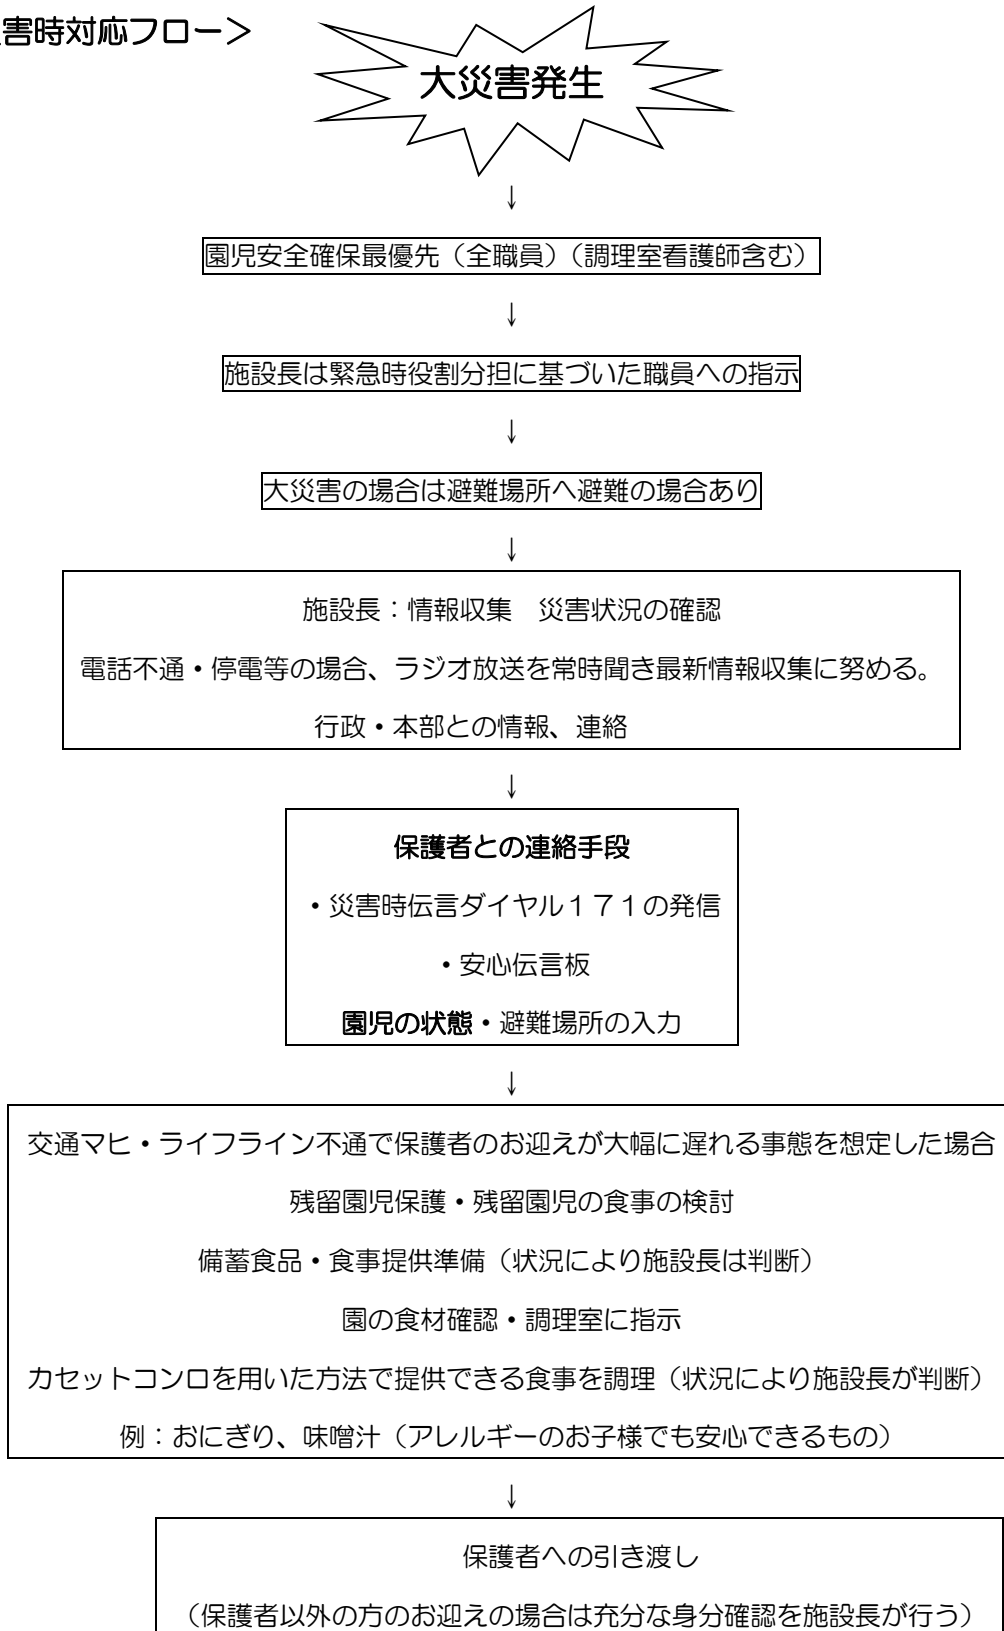 害時対応フロー＞
大災害発生
↓
園児安全確保最優先（全職員）（調理室看護師含む）
↓
施設長は緊急時役割分担に基づいた職員への指示
↓
大災害の場合は避難場所へ避難の場合あり
↓
施設長：情報収集　災害状況の確認
電話不通・停電等の場合、ラジオ放送を常時聞き最新情報収集に努める。
行政・本部との情報、連絡
↓
保護者との連絡手段
・災害時伝言ダイヤル１７１の発信
・安心伝言板
園児の状態・避難場所の入力
↓
交通マヒ・ライフライン不通で保護者のお迎えが大幅に遅れる事態を想定した場合
残留園児保護・残留園児の食事の検討
備蓄食品・食事提供準備（状況により施設長は判断）
園の食材確認・調理室に指示
カセットコンロを用いた方法で提供できる食事を調理（状況により施設長が判断）
例：おにぎり、味噌汁（アレルギーのお子様でも安心できるもの）
↓
保護者への引き渡し
（保護者以外の方のお迎えの場合は充分な身分確認を施設長が行う）